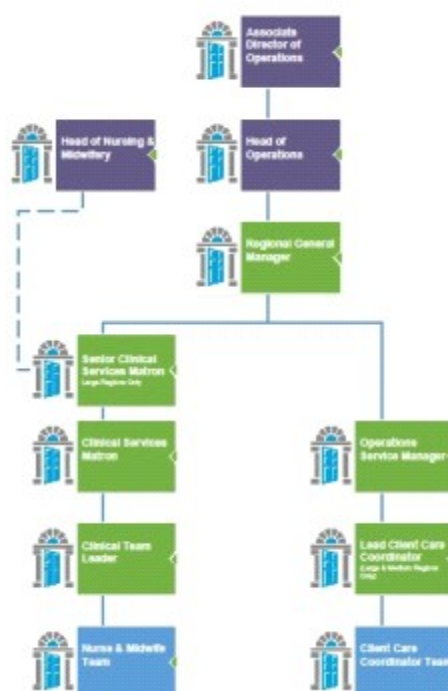 Associate
Director of
Operations
Head of Nursing &
Midwifery
Head of
Operations
Regional General
Manager
Senior Clinical
Services Matron
Large Regions Only
Clinical Services
Matron
Operations
Service Manager
Clinical Team
Leader
Lead Client Care
Coordinator
(Large & Medium Regions
Only)
Nurse & Midwife
Team
Client Care
Coordinator Team